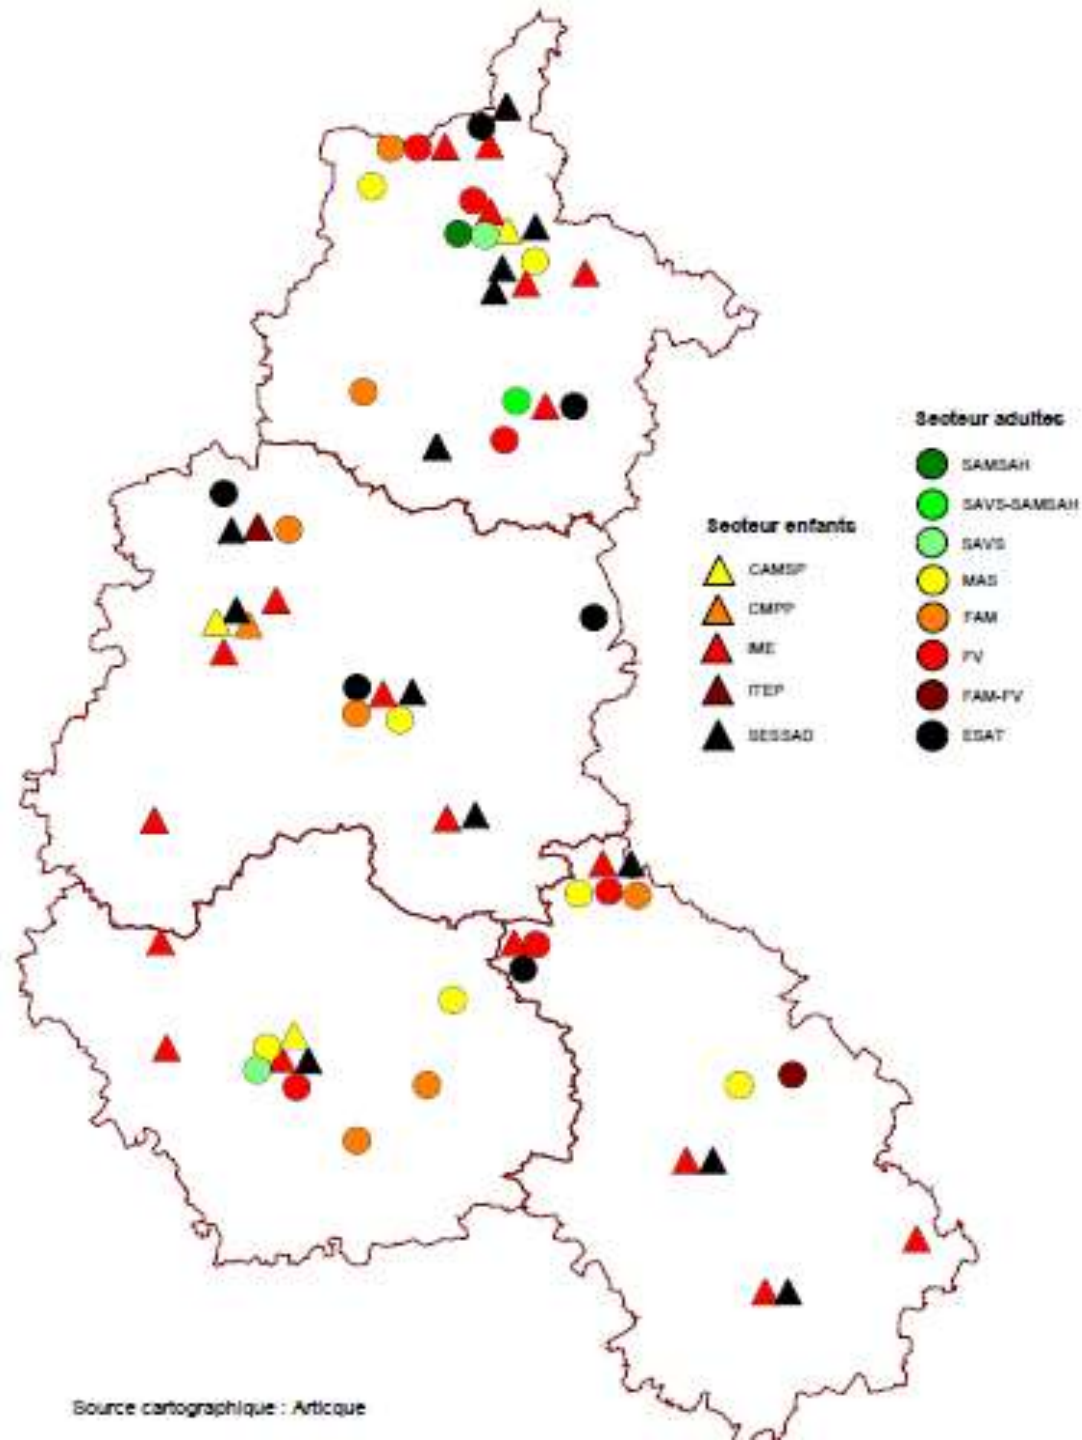 Secteur adultes
SAMSAH
SAVS-SAMSAH
SAVS
MAS
FAM
FV
FAM-FV
ESAT
Secteur enfants
CAMSP
CMPP
IME
ITEP
SESSAD
Source cartographique : Articque